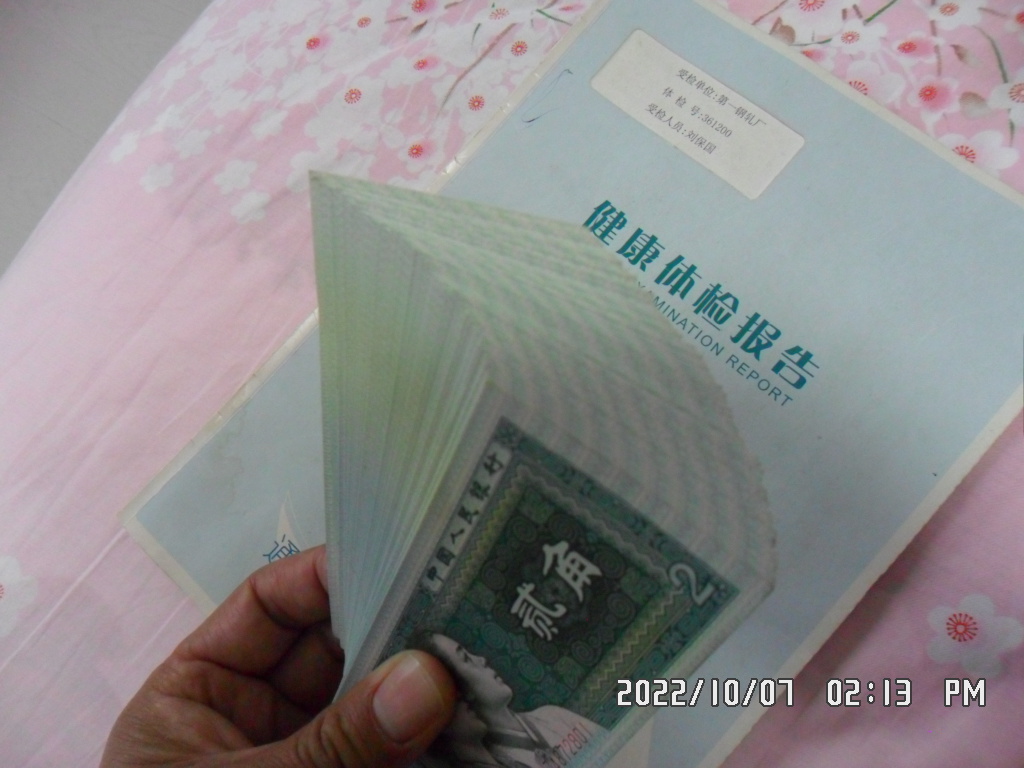 受检单位:第一钢轧厂
体 检 号:361200
受检人员:刘保国
健康体检报告
MINATION REPORT
中国人民银行
贰角
2
2022/10/07 02:13 PM